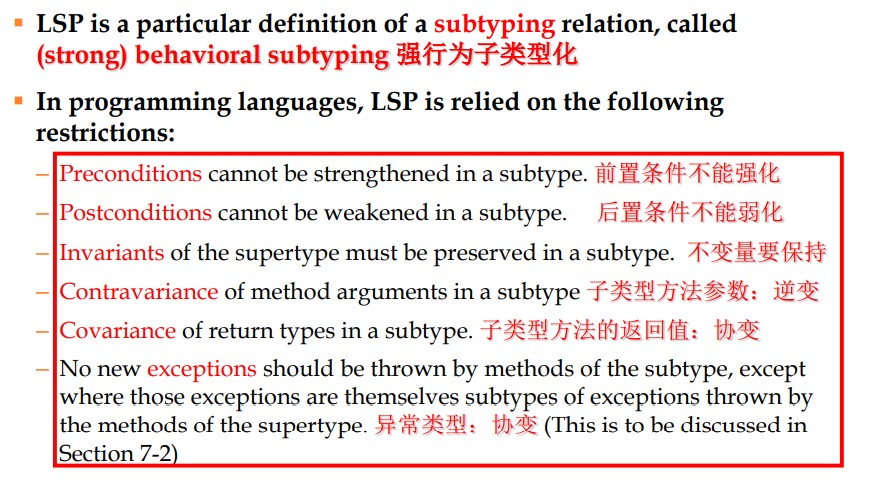 ▪ LSP is a particular definition of a subtyping relation, called
(strong) behavioral subtyping 强行为子类型化
▪ In programming languages, LSP is relied on the following
restrictions:
– Preconditions cannot be strengthened in a subtype. 前置条件不能强化
– Postconditions cannot be weakened in a subtype. 后置条件不能弱化
– Invariants of the supertype must be preserved in a subtype. 不变量要保持
– Contravariance of method arguments in a subtype 子类型方法参数：逆变
– Covariance of return types in a subtype. 子类型方法的返回值：协变
– No new exceptions should be thrown by methods of the subtype, except
where those exceptions are themselves subtypes of exceptions thrown by
the methods of the supertype. 异常类型：协变 (This is to be discussed in
Section 7-2)